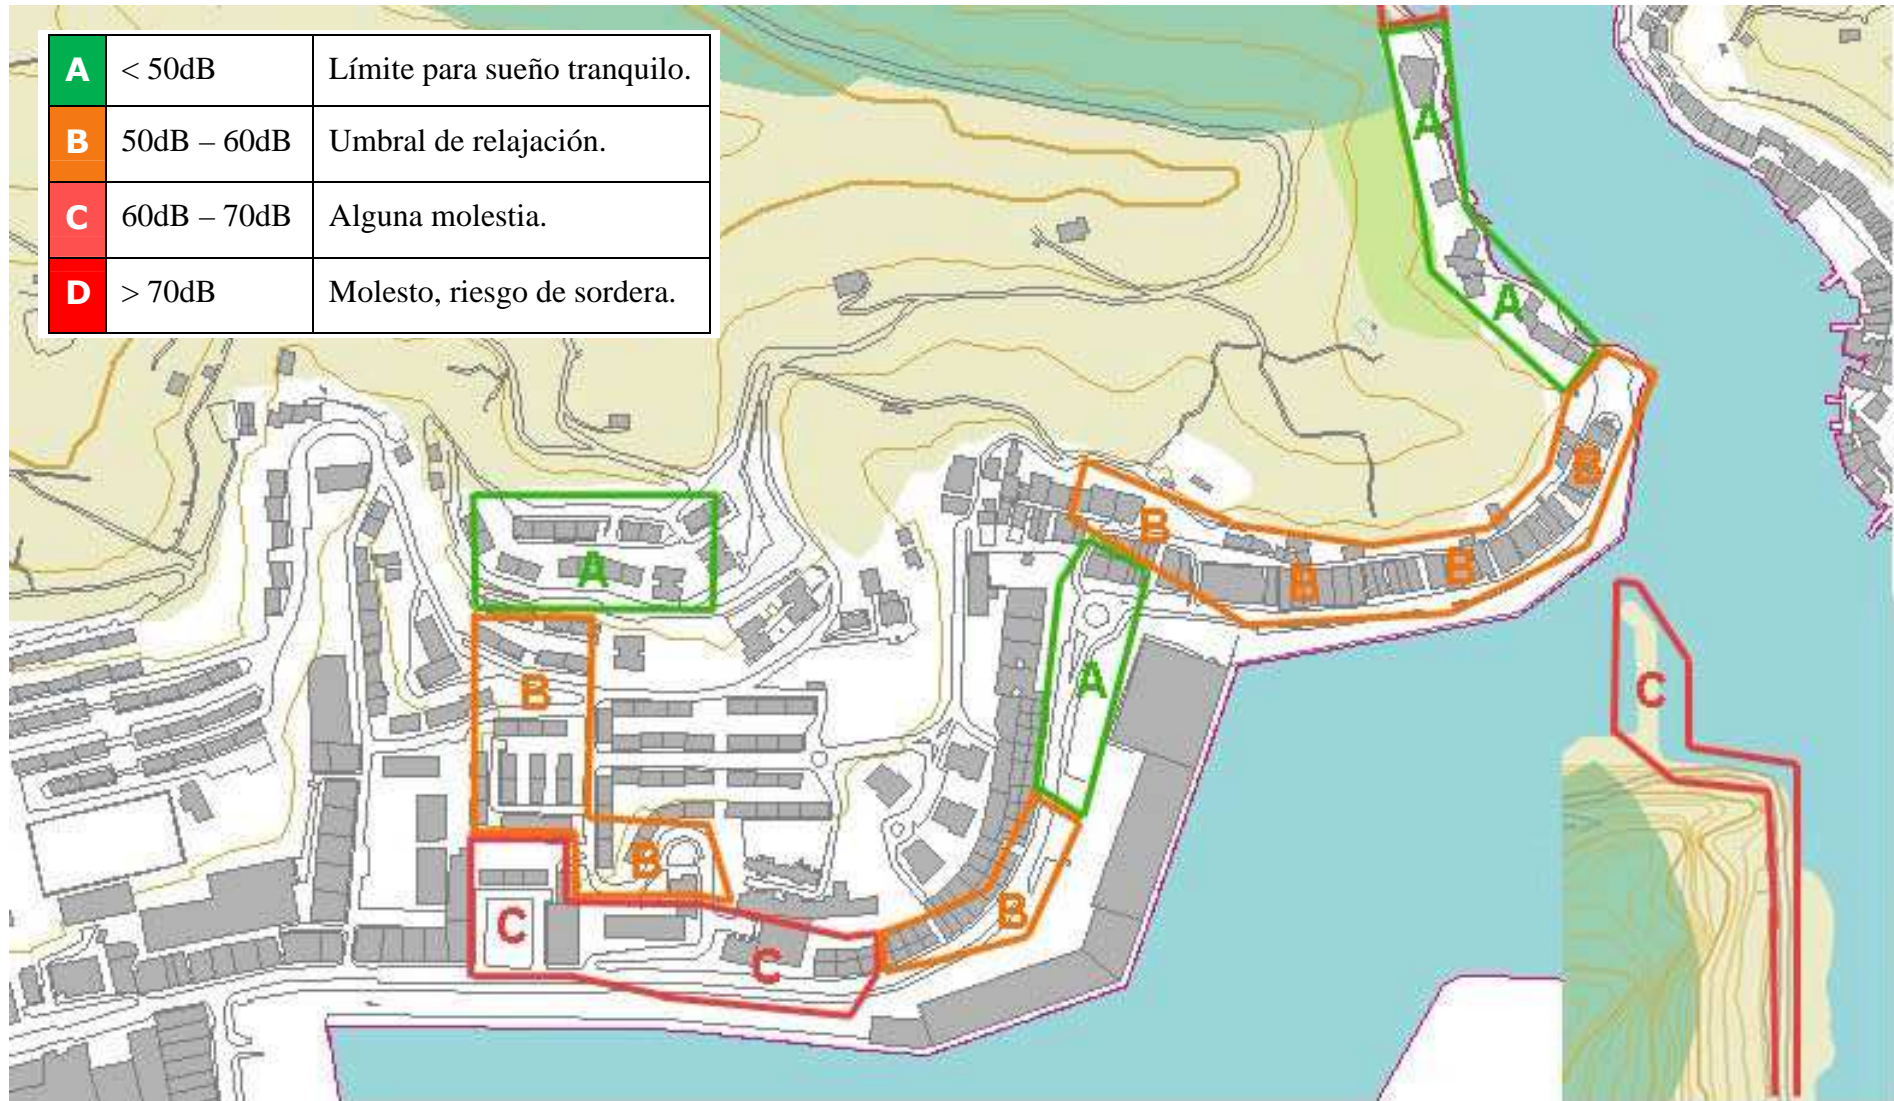 A < 50dB Límite para sueño tranquilo.
B 50dB – 60dB Umbral de relajación.
C 60dB – 70dB Alguna molestia.
D > 70dB Molesto, riesgo de sordera.
A
A
B
B
B
B
A
A
B
C
B
B
C
C